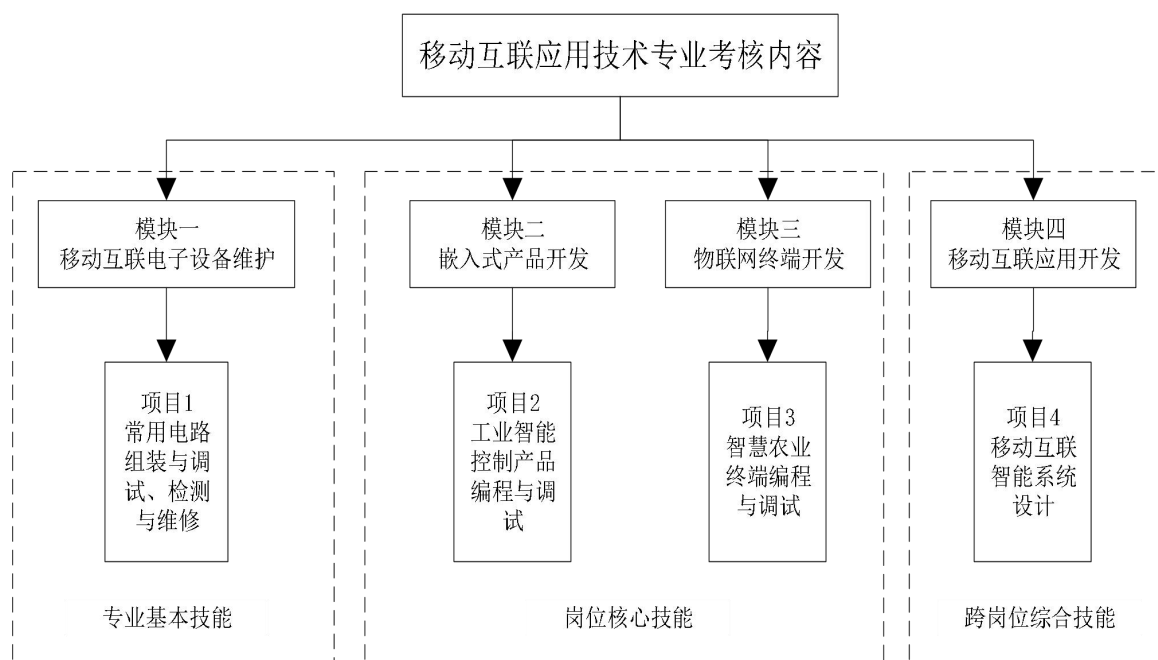 移动互联应用技术专业考核内容
模块一
移动互联电子设备维护
模块二
嵌入式产品开发
模块三
物联网终端开发
模块四
移动互联应用开发
项目1
常用电路
组装与调
试、检测
与维修
项目2
工业智能
控制产品
编程与调
试
项目3
智慧农业
终端编程
与调试
项目4
移动互联
智能系统
设计
专业基本技能
岗位核心技能
跨岗位综合技能